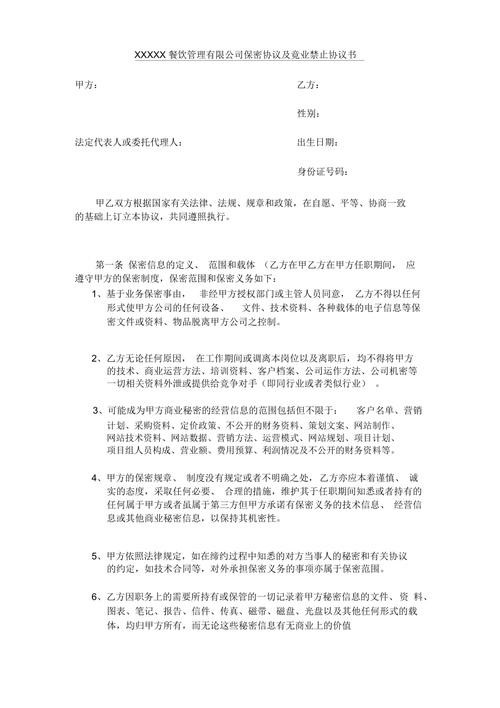 XXXXX 餐饮管理有限公司保密协议及竟业禁止协议书
甲方: 乙方:
性别:
法定代表人或委托代理人: 出生日期:
身份证号码:
甲乙双方根据国家有关法律、法规、规章和政策，在自愿、平等、协商一致
的基础上订立本协议，共同遵照执行。
第一条 保密信息的定义、 范围和载体 （乙方在甲乙方在甲方任职期间， 应
遵守甲方的保密制度，保密范围和保密义务如下：
1、基于业务保密事由， 非经甲方授权部门或主管人员同意， 乙方不得以任何
形式使甲方公司的任何设备、 文件、技术资料、各种载体的电子信息等保
密文件或资料、物品脱离甲方公司之控制。
2、乙方无论任何原因， 在工作期间或调离本岗位以及离职后，均不得将甲方
的技术、商业运营方法、培训资料、客户档案、公司运作方法、公司机密等
一切相关资料外泄或提供给竞争对手（即同行业或者类似行业） 。
3、可能成为甲方商业秘密的经营信息的范围包括但不限于： 客户名单、营销
计划、采购资料、定价政策、不公开的财务资料、策划文案、网站制作、
网站技术资料、网站数据、营销方法、运营模式、网站规划、项目计划、
项目组人员构成、营业额、费用预算、利润情况及不公开的财务资料等。
4、甲方的保密规章、 制度没有规定或者不明确之处， 乙方亦应本着谨慎、 诚
实的态度，采取任何必要、 合理的措施，维护其于任职期间知悉或者持有的
任何属于甲方或者虽属于第三方但甲方承诺有保密义务的技术信息、 经营信
息或其他商业秘密信息，以保持其机密性。
5、甲方依照法律规定，如在缔约过程中知悉的对方当事人的秘密和有关协议
的约定，如技术合同等，对外承担保密义务的事项亦属于保密范围。
6、乙方因职务上的需要所持有或保管的一切记录着甲方秘密信息的文件、资 料、
图表、笔记、报告、信件、传真、磁带、磁盘、光盘以及其他任何形式的载
体，均归甲方所有，而无论这些秘密信息有无商业上的价值